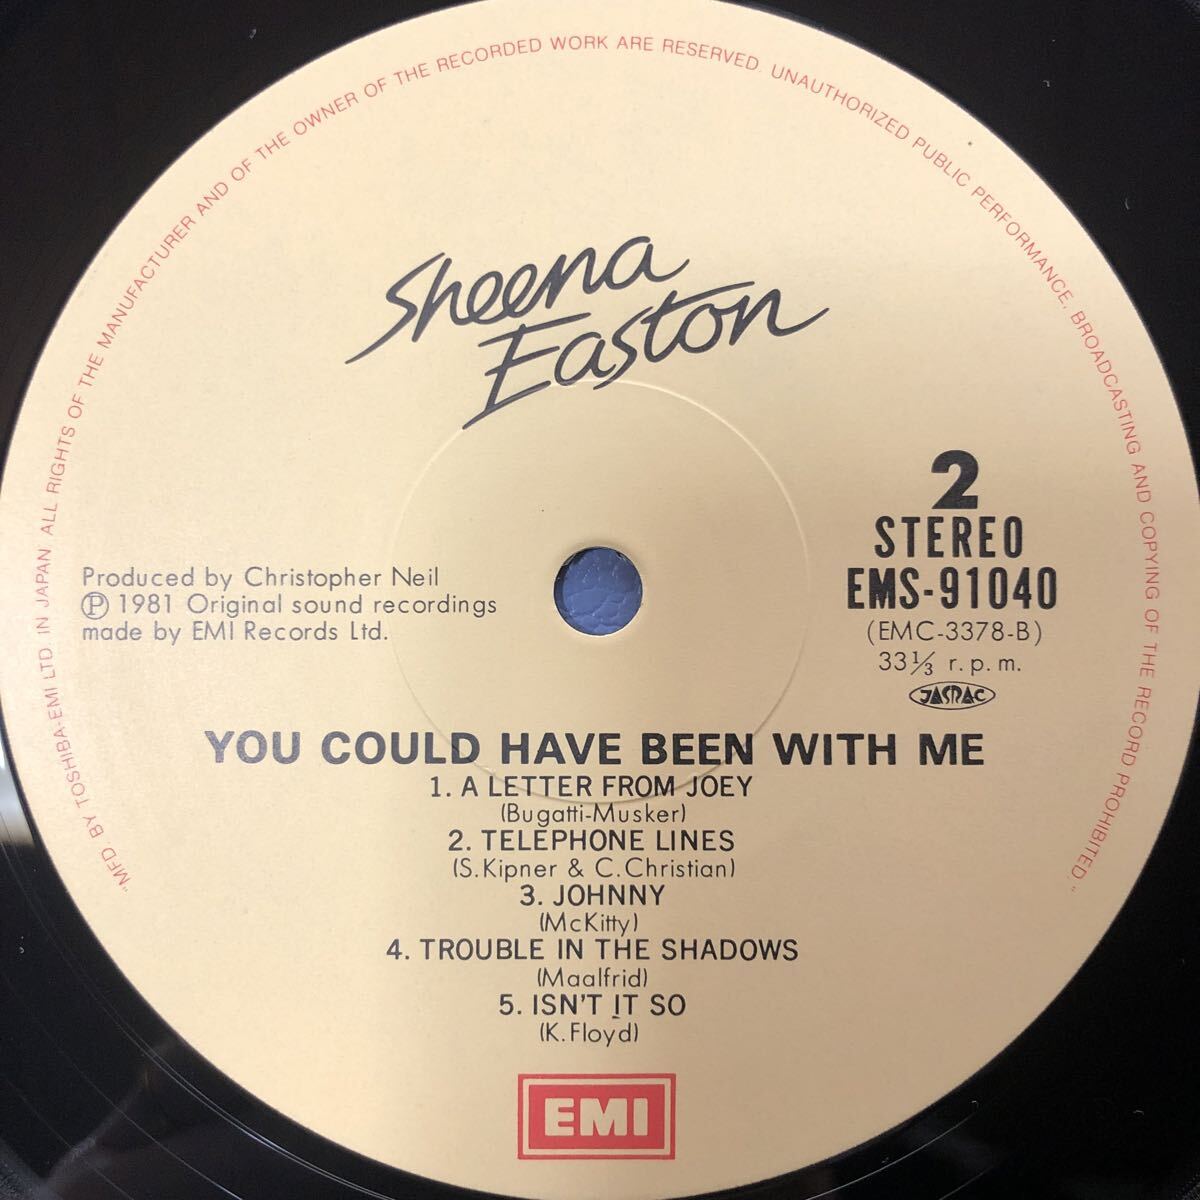 "MFD BY TOSHIBA-EMI LTD. IN JAPAN. ALL RIGHTS OF THE MANUFACTURER AND OF THE OWNER OF THE RECORDED WORK ARE RESERVED. UNAUTHORIZED PUBLIC PERFORMANCE, BROADCASTING AND COPYING OF THE RECORD PROHIBITED."
Sheena
Easton
2
STEREO
EMS-91040
(EMC-3378-B)
33⅓ r.p.m.
JASRAC
Produced by Christopher Neil
Ⓟ 1981 Original sound recordings
made by EMI Records Ltd.
YOU COULD HAVE BEEN WITH ME
1. A LETTER FROM JOEY
(Bugatti-Musker)
2. TELEPHONE LINES
(S.Kipner & C.Christian)
3. JOHNNY
(McKitty)
4. TROUBLE IN THE SHADOWS
(Maalfrid)
5. ISN'T IT SO
(K.Floyd)
EMI